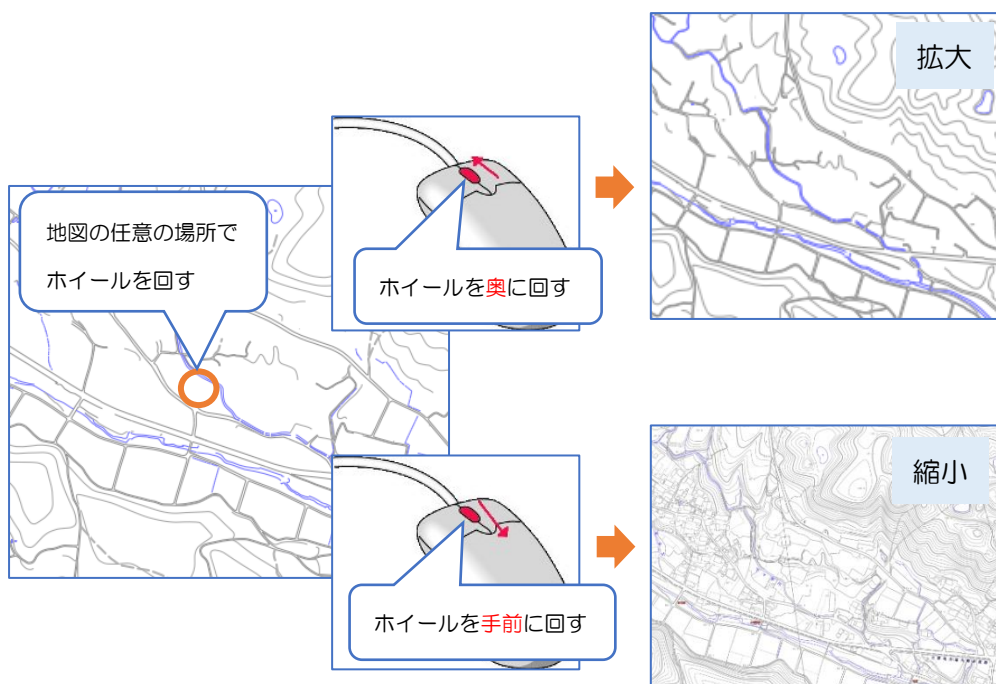 地図の任意の場所で
ホイールを回す
ホイールを奥に回す
拡大
ホイールを手前に回す
縮小